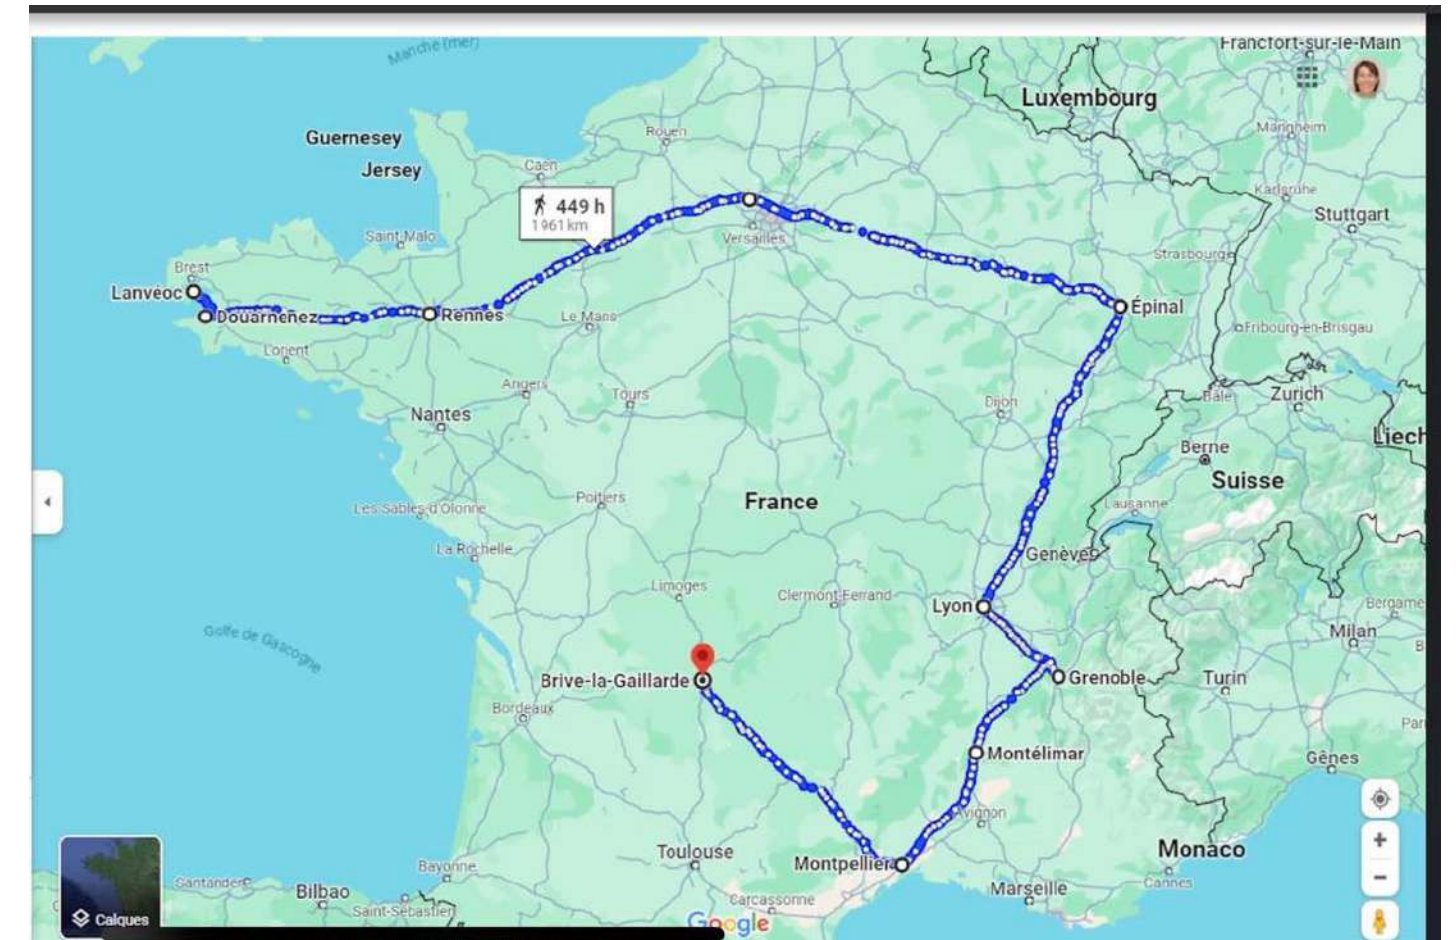 Manche (mer)
Francfort-sur-le-Main
Luxembourg
Mannheim
Guernesey
Rouen
Caen
Jersey
Karlsruhe
449 h
1 961 km
Stuttgart
Saint-Malo
Versailles
Strasbourg
Brest
Lanvéoc
Douarnenez
Rennes
Épinal
Le Mans
Fribourg-en-Brisgau
Lorient
Angers
Tours
Dijon
Bâle
Zurich
Nantes
Liech
Berne
Suisse
Poitiers
France
Les Sables-d'Olonne
Lausanne
La Rochelle
Genève
Limoges
Clermont-Ferrand
Lyon
Bergame
Golfe de Gascogne
Milan
B
Brive-la-Gaillarde
Grenoble
Turin
Bordeaux
Par
Montélimar
Gênes
Avignon
Toulouse
Montpellier
Monaco
Bayonne
Santander
Bilbao
Marseille
Cannes
Carcassonne
Saint-Sébastien
Calques
Google